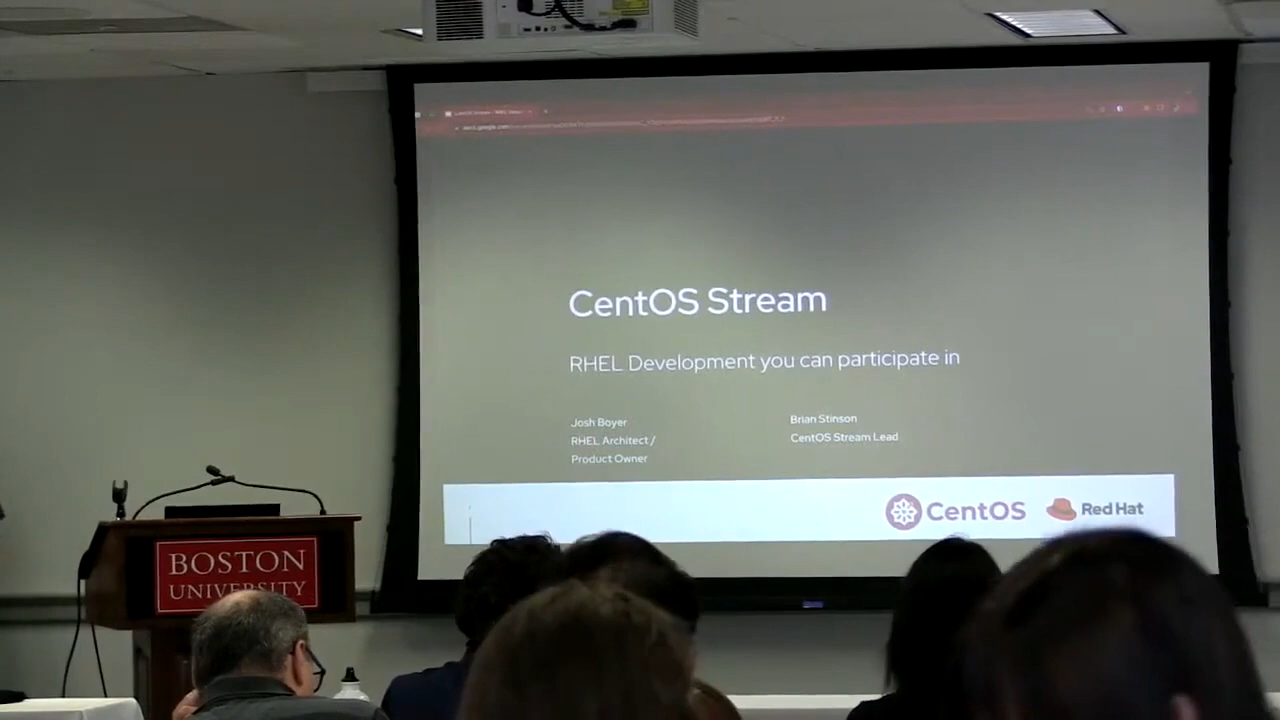 CentOS Stream
RHEL Development you can participate in
Josh Boyer
RHEL Architect /
Product Owner
Brian Stinson
CentOS Stream Lead
CentOS
Red Hat
BOSTON
UNIVERSITY